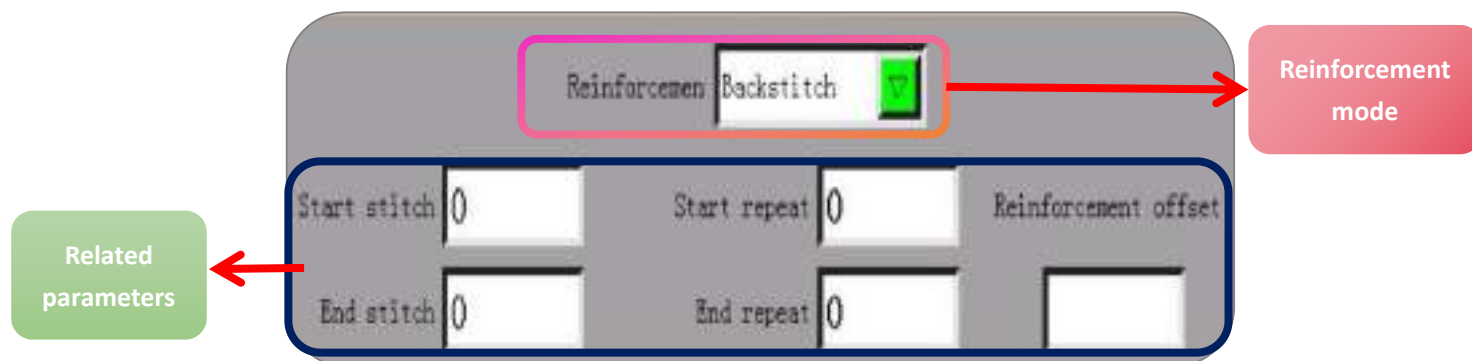 Reinforcemen Backstitch
Reinforcement
mode
Start stitch 0 Start repeat 0 Reinforcement offset
Related
parameters
End stitch 0 End repeat 0